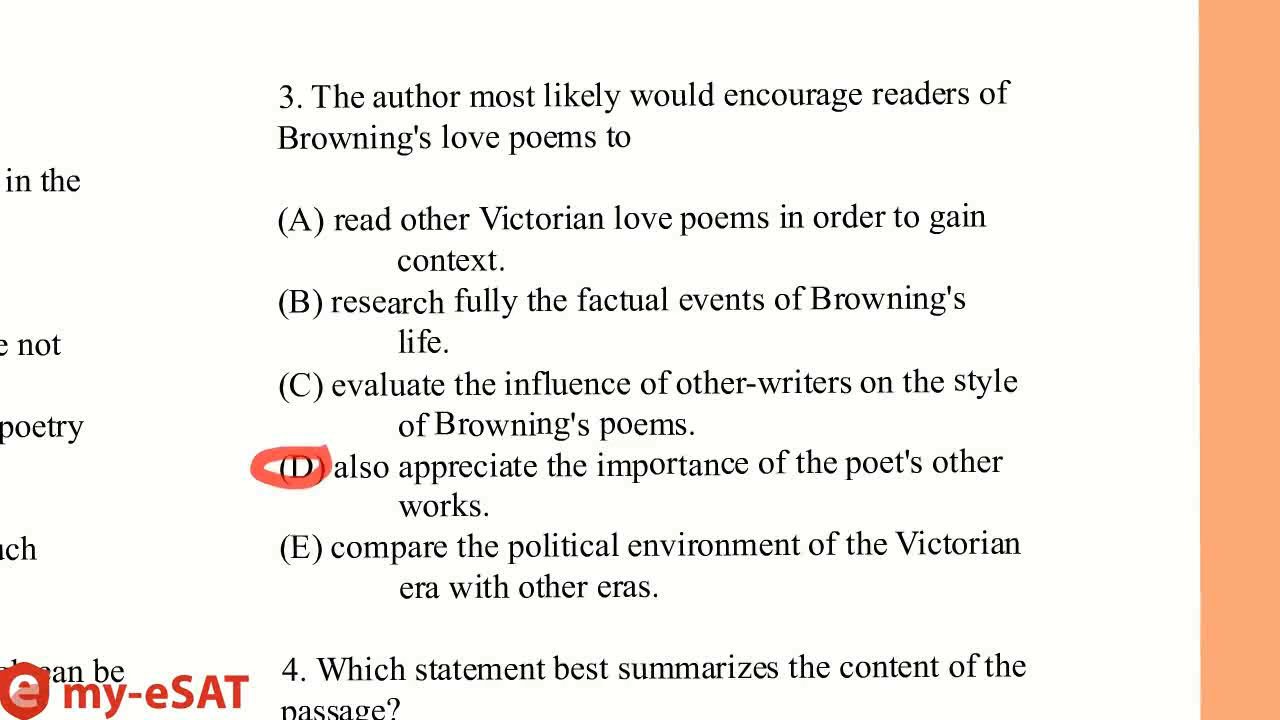 in the
e not
poetry
uch
can be
3. The author most likely would encourage readers of
Browning's love poems to
(A) read other Victorian love poems in order to gain
context.
(B) research fully the factual events of Browning's
life.
(C) evaluate the influence of other-writers on the style
of Browning's poems.
(D) also appreciate the importance of the poet's other
works.
(E) compare the political environment of the Victorian
era with other eras.
4. Which statement best summarizes the content of the
passage?
my-eSAT